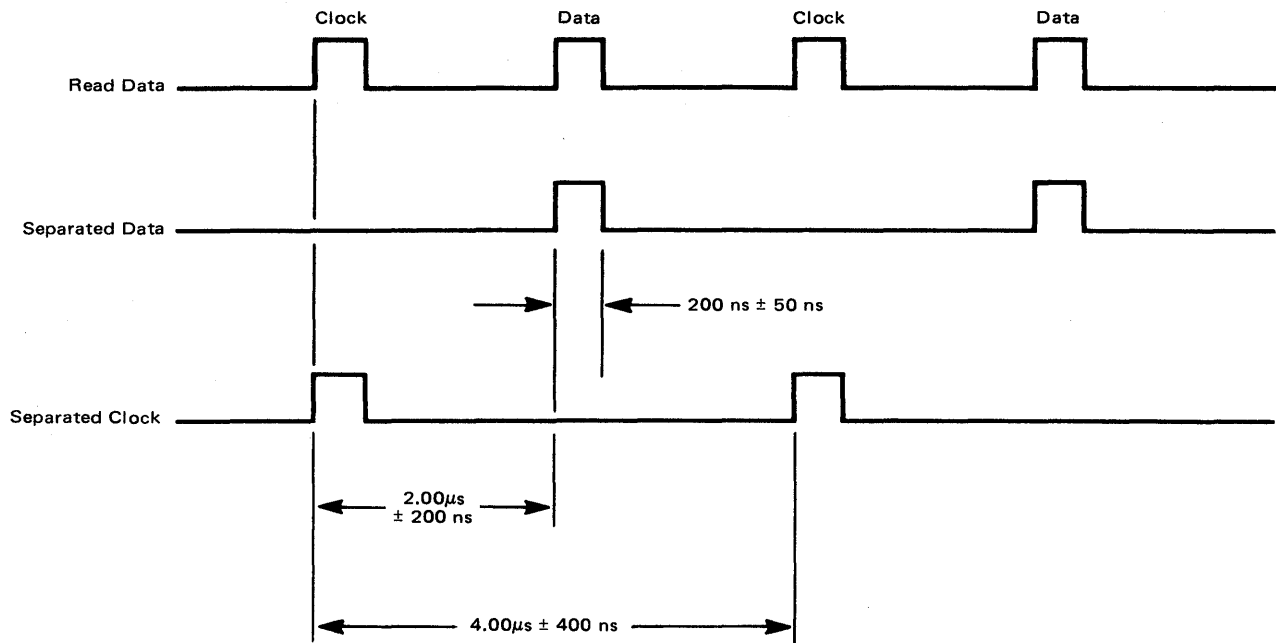 Clock Data Clock Data
Read Data
Separated Data
200 ns ± 50 ns
Separated Clock
2.00μs
± 200 ns
4.00μs ± 400 ns